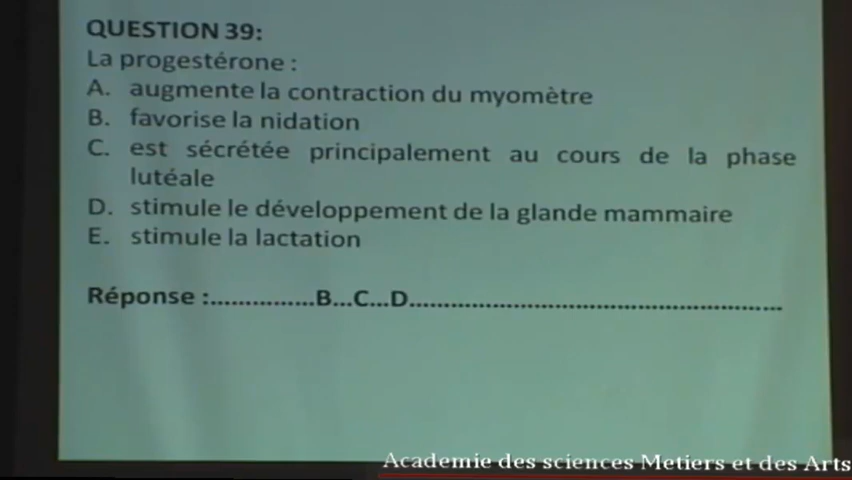 QUESTION 39:
La progestérone :
A. augmente la contraction du myomètre
B. favorise la nidation
C. est sécrétée principalement au cours de la phase
lutéale
D. stimule le développement de la glande mammaire
E. stimule la lactation
Réponse :...............B...C...D......................................................
Academie des sciences Metiers et des Arts